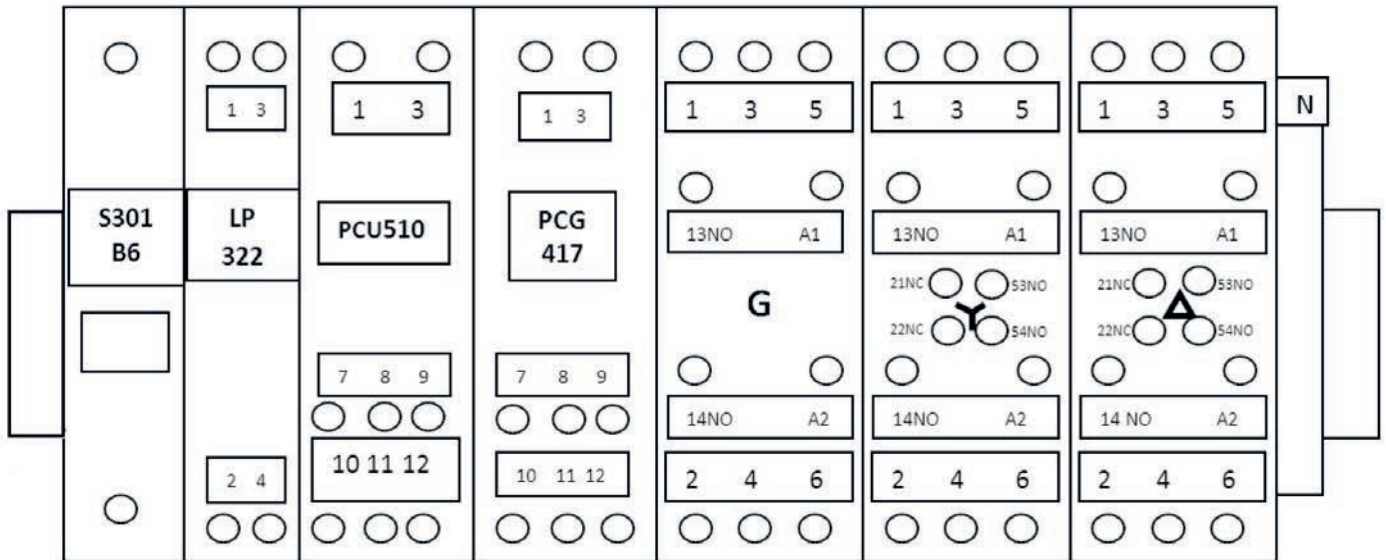 1 3
1 3
1 3
1 3 5
1 3 5
1 3 5
N
S301
B6
LP
322
PCU510
PCG
417
13NO A1
13NO A1
13NO A1
G
21NC 53NO
22NC 54NO
21NC 53NO
22NC 54NO
7 8 9
7 8 9
14NO A2
14NO A2
14 NO A2
2 4
10 11 12
10 11 12
2 4 6
2 4 6
2 4 6